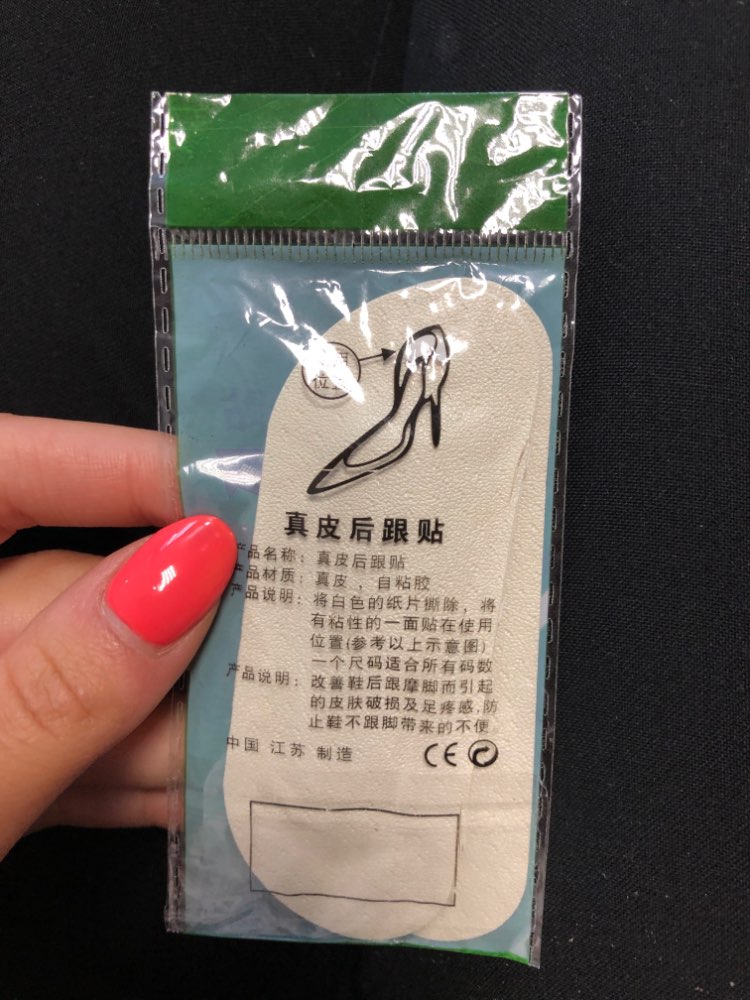 位
真皮后跟贴
产品名称：真皮后跟贴
产品材质：真皮，自粘胶
产品说明：将白色的纸片撕除，将
有粘性的一面贴在使用
位置(参考以上示意图)
一个尺码适合所有码数
产品说明：改善鞋后跟摩脚而引起
的皮肤破损及足疼感,防
止鞋不跟脚带来的不便
中国 江苏 制造
CE